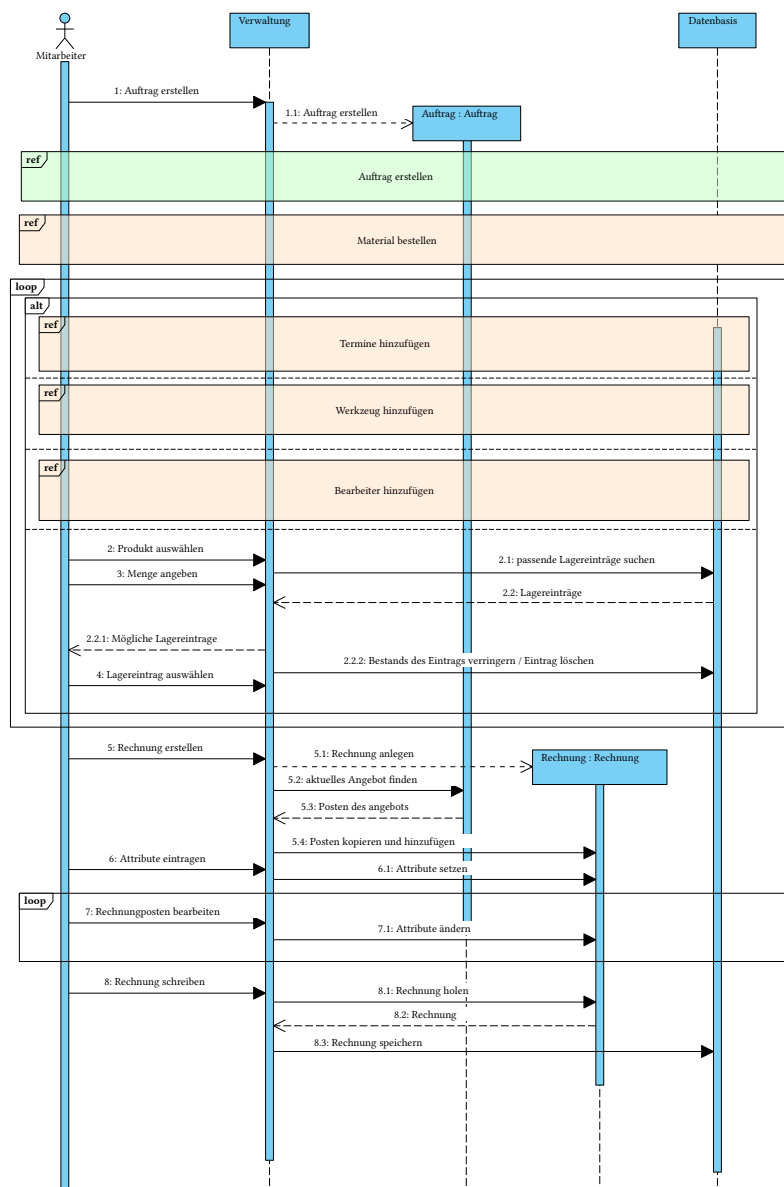 Verwaltung
Datenbasis
Mitarbeiter
1: Auftrag erstellen
1.1: Auftrag erstellen
Auftrag : Auftrag
ref
Auftrag erstellen
ref
Material bestellen
loop
alt
ref
Termine hinzufügen
ref
Werkzeug hinzufügen
ref
Bearbeiter hinzufügen
2: Produkt auswählen
2.1: passende Lagereinträge suchen
3: Menge angeben
2.2: Lagereinträge
2.2.1: Mögliche Lagereintrage
2.2.2: Bestands des Eintrags verringern / Eintrag löschen
4: Lagereintrag auswählen
5: Rechnung erstellen
5.1: Rechnung anlegen
Rechnung : Rechnung
5.2: aktuelles Angebot finden
5.3: Posten des angebots
5.4: Posten kopieren und hinzufügen
6: Attribute eintragen
6.1: Attribute setzen
loop
7: Rechnungposten bearbeiten
7.1: Attribute ändern
8: Rechnung schreiben
8.1: Rechnung holen
8.2: Rechnung
8.3: Rechnung speichern